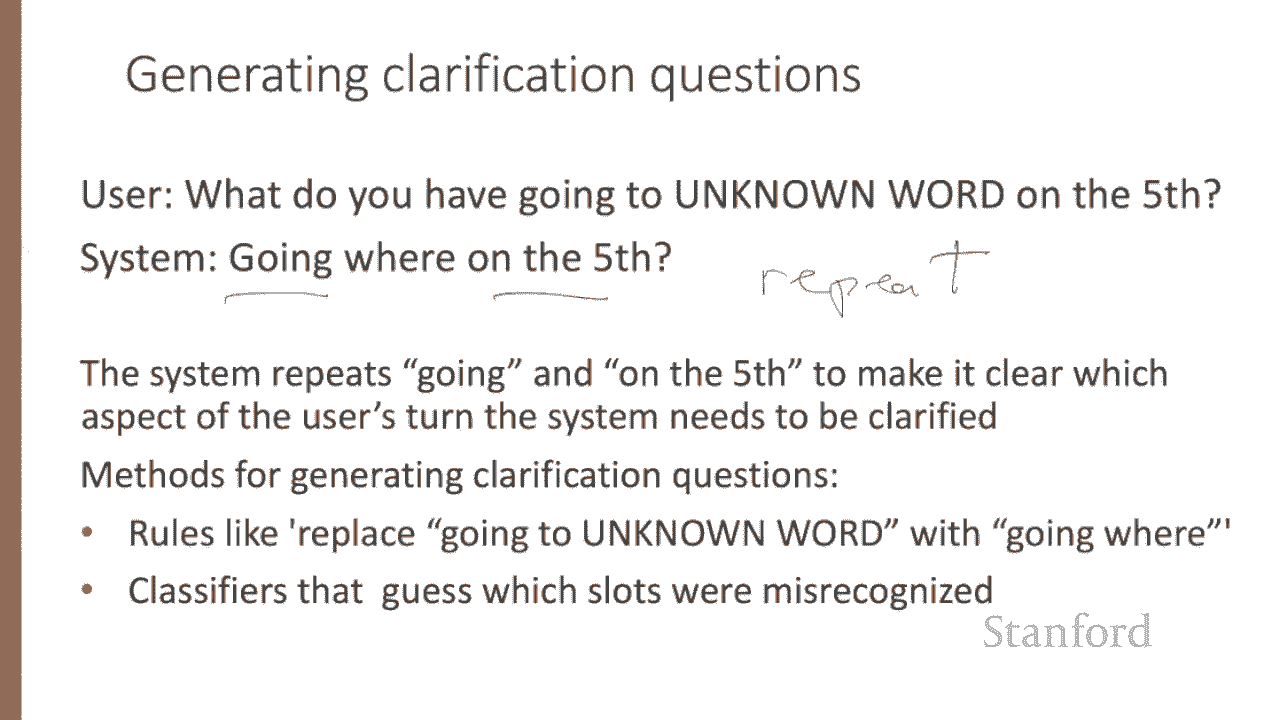 Generating clarification questions
User: What do you have going to UNKNOWN WORD on the 5th?
System: Going where on the 5th?
repeat
The system repeats “going” and “on the 5th” to make it clear which
aspect of the user’s turn the system needs to be clarified
Methods for generating clarification questions:
• Rules like 'replace “going to UNKNOWN WORD” with “going where”'
• Classifiers that guess which slots were misrecognized
Stanford